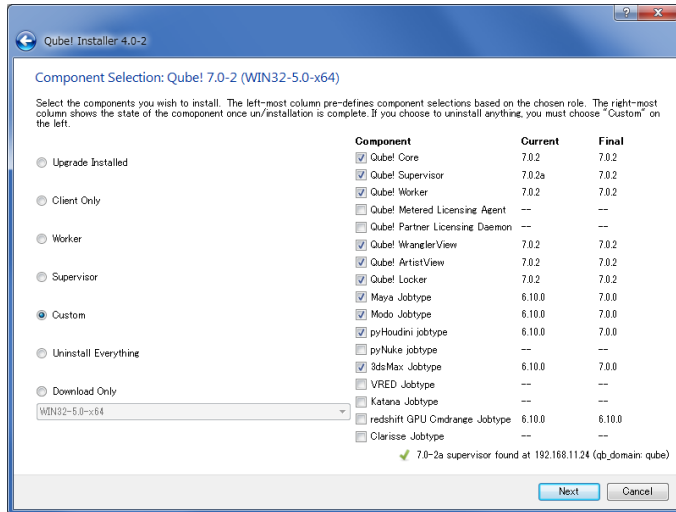 Qube! Installer 4.0-2
Component Selection: Qube! 7.0-2 (WIN32-5.0-x64)
Select the components you wish to install. The left-most column pre-defines component selections based on the chosen role. The right-most
column shows the state of the comoponent once un/installation is complete. If you choose to uninstall anything, you must choose "Custom" on
the left.
Upgrade Installed
Client Only
Worker
Supervisor
Custom
Uninstall Everything
Download Only
WIN32-5.0-x64
Component Current Final
Qube! Core 7.0.2 7.0.2
Qube! Supervisor 7.0.2a 7.0.2
Qube! Worker 7.0.2 7.0.2
Qube! Metered Licensing Agent -- --
Qube! Partner Licensing Daemon -- --
Qube! WranglerView 7.0.2 7.0.2
Qube! ArtistView 7.0.2 7.0.2
Qube! Locker 7.0.2 7.0.2
Maya Jobtype 6.10.0 7.0.0
Modo Jobtype 6.10.0 7.0.0
pyHoudini jobtype 6.10.0 7.0.0
pyNuke jobtype -- --
3dsMax Jobtype 6.10.0 7.0.0
VRED Jobtype -- --
Katana Jobtype -- --
redshift GPU Cmdrange Jobtype 6.10.0 6.10.0
Clarisse Jobtype -- --
7.0-2a supervisor found at 192.168.11.24 (qb_domain: qube)
Next Cancel